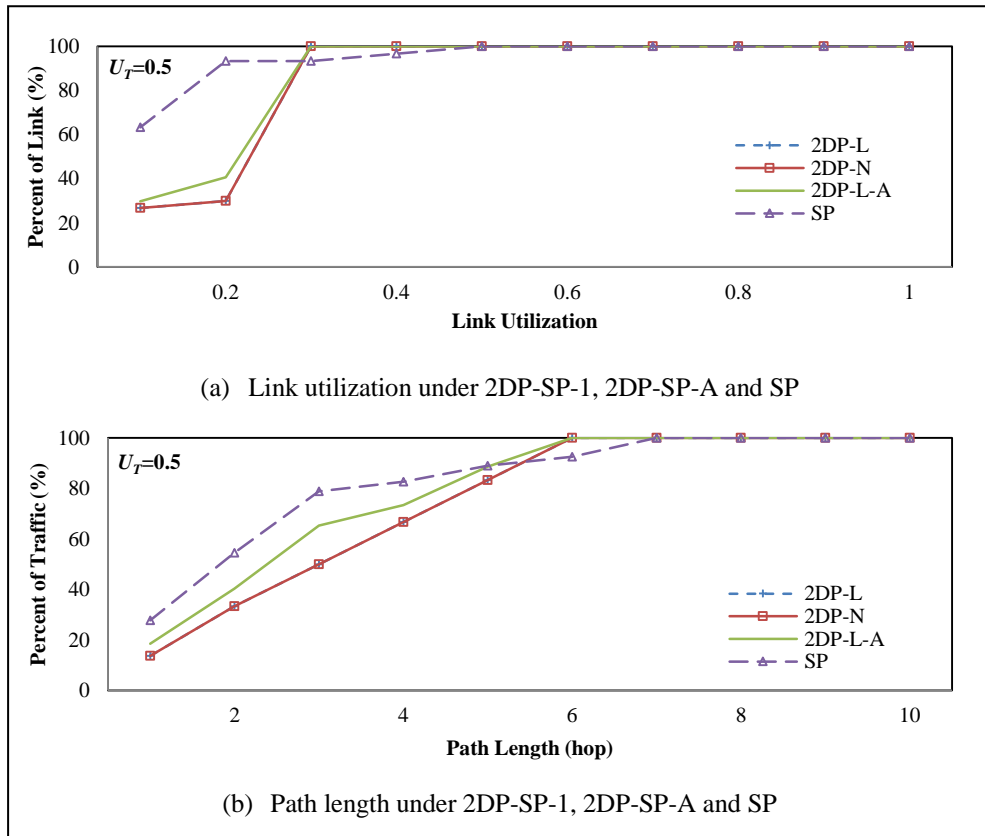 100
80
60
40
20
0
Percent of Link (%)
U_T=0.5
2DP-L
2DP-N
2DP-L-A
SP
0.2 0.4 0.6 0.8 1
Link Utilization
(a) Link utilization under 2DP-SP-1, 2DP-SP-A and SP
100
80
60
40
20
0
Percent of Traffic (%)
U_T=0.5
2DP-L
2DP-N
2DP-L-A
SP
2 4 6 8 10
Path Length (hop)
(b) Path length under 2DP-SP-1, 2DP-SP-A and SP